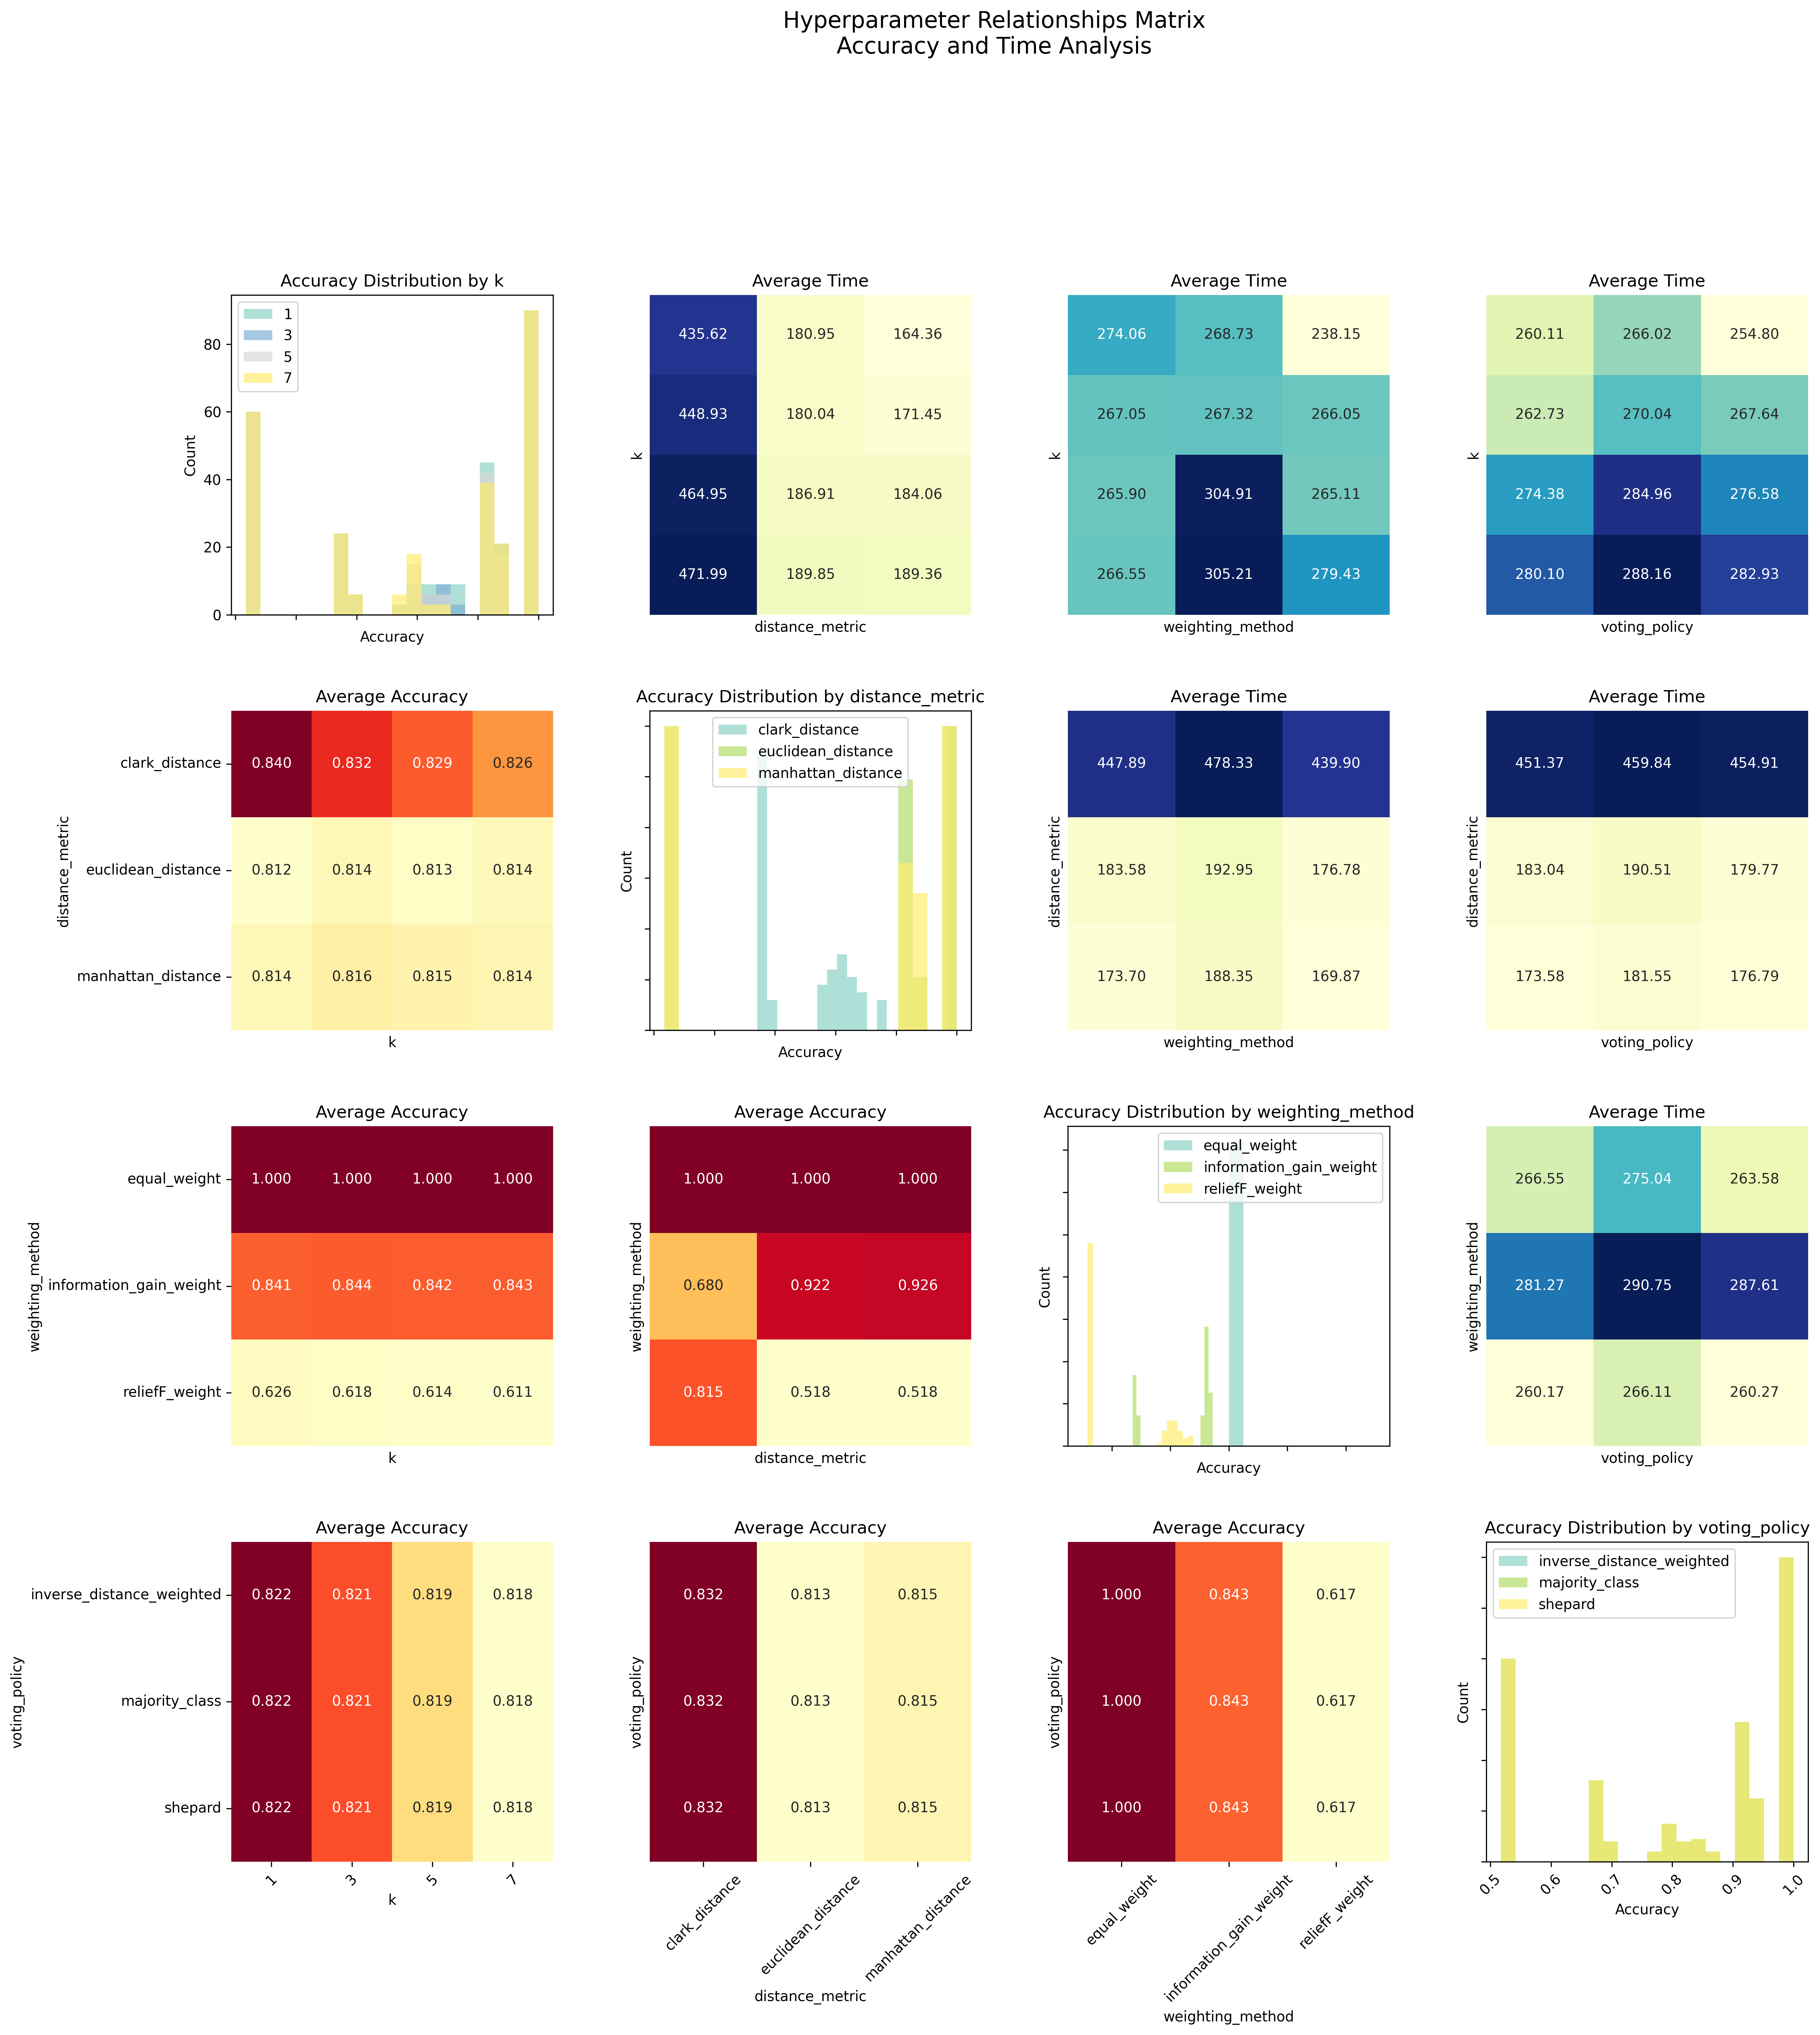 Hyperparameter Relationships Matrix
Accuracy and Time Analysis
Accuracy Distribution by k
1
3
5
7
80
60
40
20
0
Count
Accuracy
Average Time
435.62 180.95 164.36
448.93 180.04 171.45
464.95 186.91 184.06
471.99 189.85 189.36
k
distance_metric
Average Time
274.06 268.73 238.15
267.05 267.32 266.05
265.90 304.91 265.11
266.55 305.21 279.43
k
weighting_method
Average Time
260.11 266.02 254.80
262.73 270.04 267.64
274.38 284.96 276.58
280.10 288.16 282.93
k
voting_policy
Average Accuracy
clark_distance 0.840 0.832 0.829 0.826
euclidean_distance 0.812 0.814 0.813 0.814
manhattan_distance 0.814 0.816 0.815 0.814
distance_metric
k
Accuracy Distribution by distance_metric
clark_distance
euclidean_distance
manhattan_distance
Count
Accuracy
Average Time
447.89 478.33 439.90
183.58 192.95 176.78
173.70 188.35 169.87
distance_metric
weighting_method
Average Time
451.37 459.84 454.91
183.04 190.51 179.77
173.58 181.55 176.79
distance_metric
voting_policy
Average Accuracy
equal_weight 1.000 1.000 1.000 1.000
information_gain_weight 0.841 0.844 0.842 0.843
reliefF_weight 0.626 0.618 0.614 0.611
weighting_method
k
Average Accuracy
1.000 1.000 1.000
0.680 0.922 0.926
0.815 0.518 0.518
weighting_method
distance_metric
Accuracy Distribution by weighting_method
equal_weight
information_gain_weight
reliefF_weight
Count
Accuracy
Average Time
266.55 275.04 263.58
281.27 290.75 287.61
260.17 266.11 260.27
weighting_method
voting_policy
Average Accuracy
inverse_distance_weighted 0.822 0.821 0.819 0.818
majority_class 0.822 0.821 0.819 0.818
shepard 0.822 0.821 0.819 0.818
voting_policy
1 3 5 7
k
Average Accuracy
0.832 0.813 0.815
0.832 0.813 0.815
0.832 0.813 0.815
voting_policy
clark_distance
euclidean_distance
manhattan_distance
distance_metric
Average Accuracy
1.000 0.843 0.617
1.000 0.843 0.617
1.000 0.843 0.617
voting_policy
equal_weight
information_gain_weight
reliefF_weight
weighting_method
Accuracy Distribution by voting_policy
inverse_distance_weighted
majority_class
shepard
Count
0.5 0.6 0.7 0.8 0.9 1.0
Accuracy